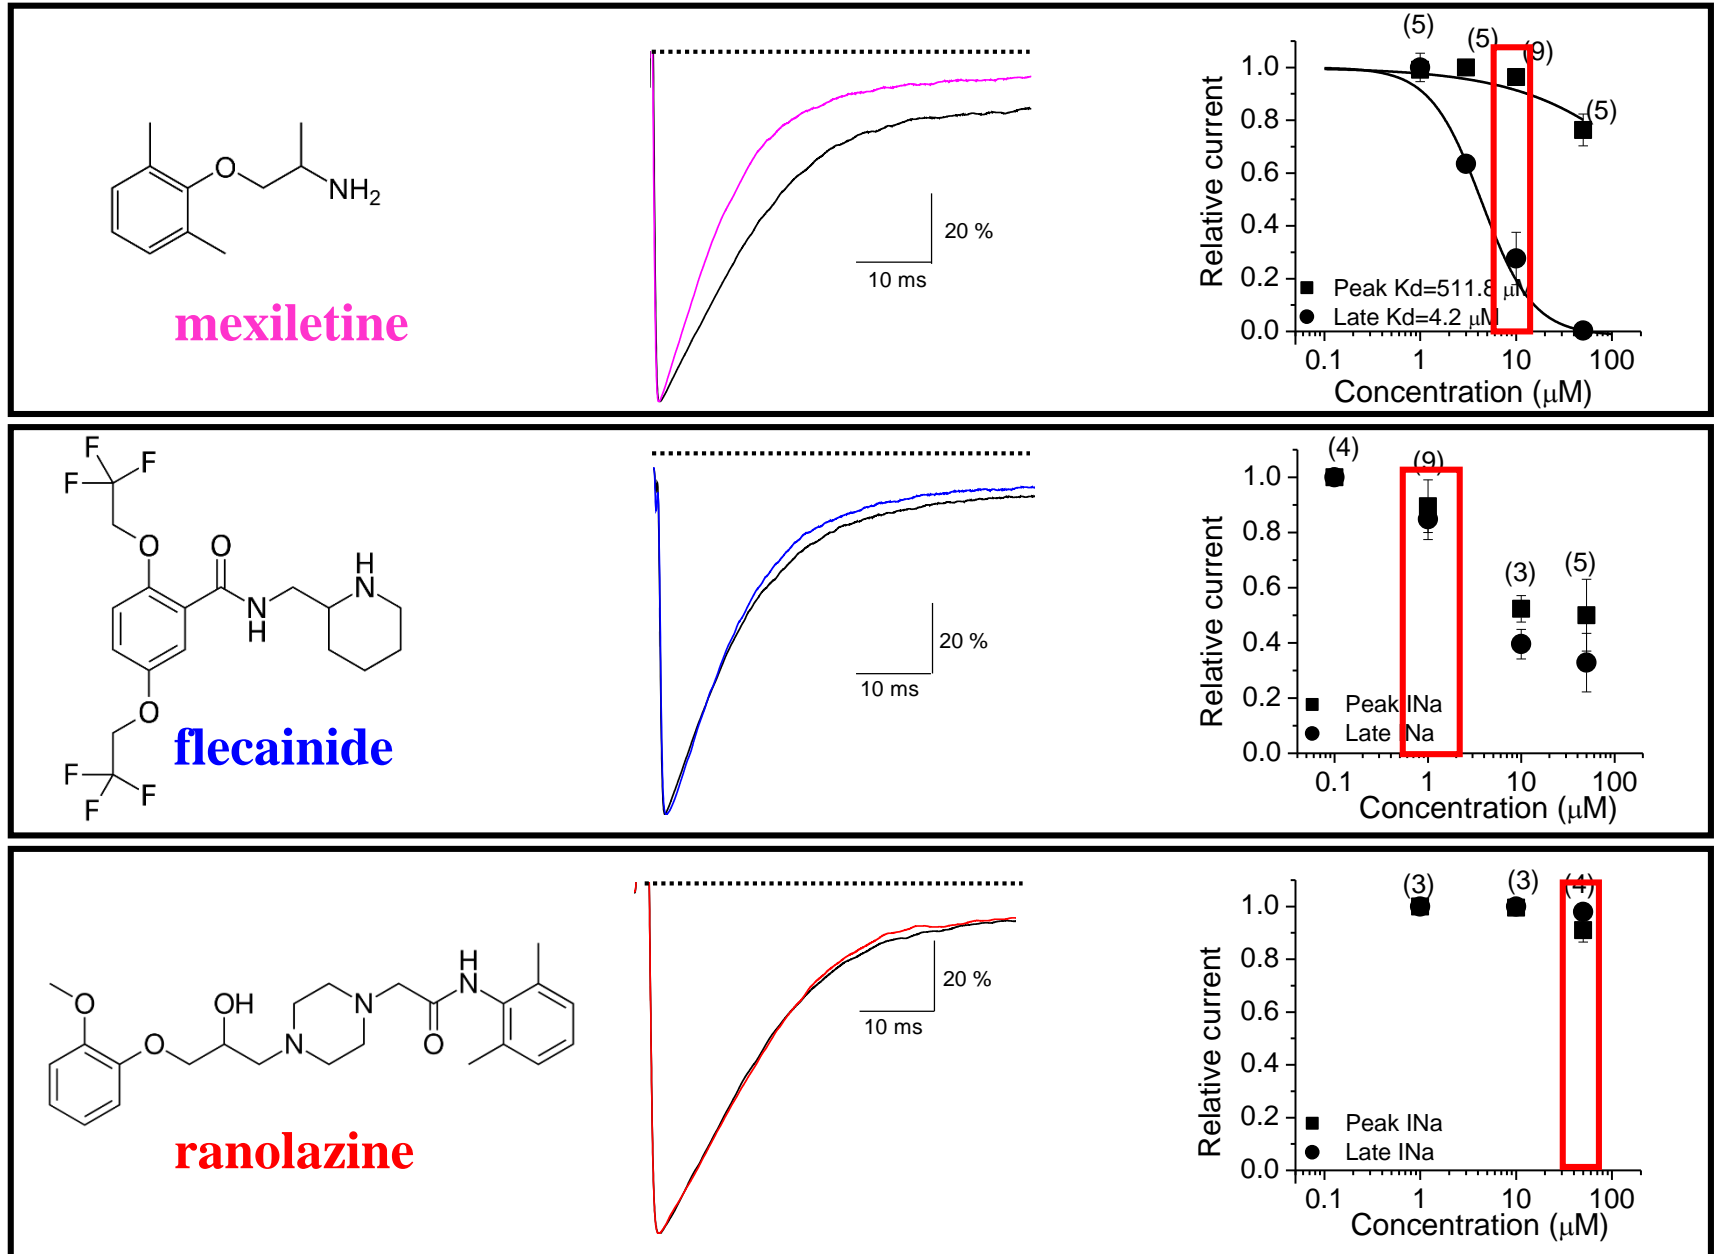 O
NH2
mexiletine
20 %
10 ms
(5)
(5)
(9)
(5)
Relative current
1.0
0.8
0.6
0.4
0.2
0.0
Peak Kd=511.8 μM
Late Kd=4.2 μM
0.1 1 10 100
Concentration (μM)
F F
F
O O
H
N
N
H
O
F
F F
flecainide
20 %
10 ms
(4)
(9)
(3)
(5)
Relative current
1.0
0.8
0.6
0.4
0.2
0.0
Peak INa
Late INa
0.1 1 10 100
Concentration (μM)
H
N
O
OH
N
O
N
O
ranolazine
20 %
10 ms
(3)
(3)
(4)
Relative current
1.0
0.8
0.6
0.4
0.2
0.0
Peak INa
Late INa
0.1 1 10 100
Concentration (μM)